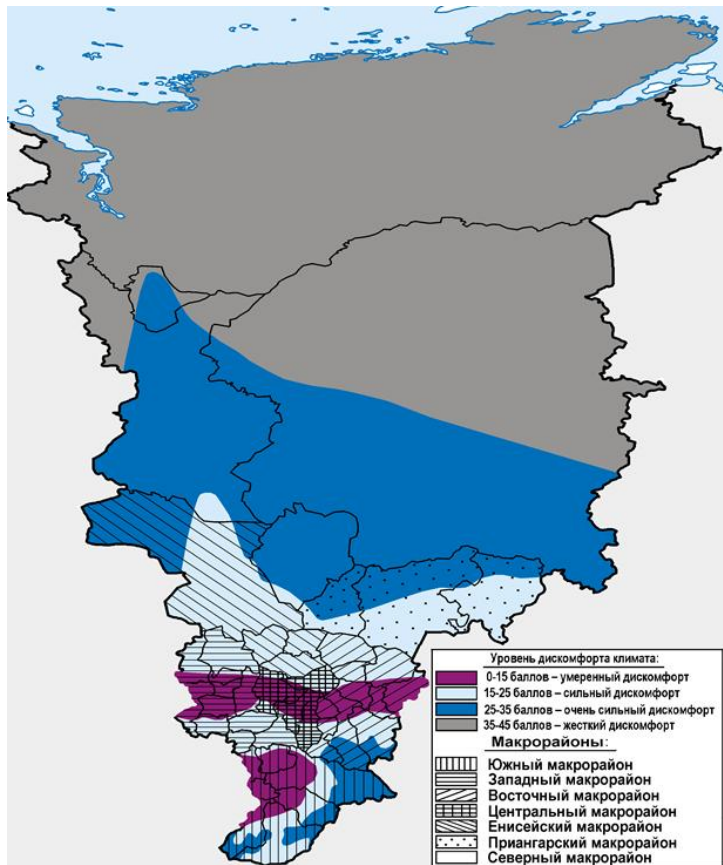 Уровень дискомфорта климата:
0-15 баллов – умеренный дискомфорт
15-25 баллов – сильный дискомфорт
25-35 баллов – очень сильный дискомфорт
35-45 баллов – жесткий дискомфорт
Макрорайоны:
Южный макрорайон
Западный макрорайон
Восточный макрорайон
Центральный макрорайон
Енисейский макрорайон
Приангарский макрорайон
Северный макрорайон